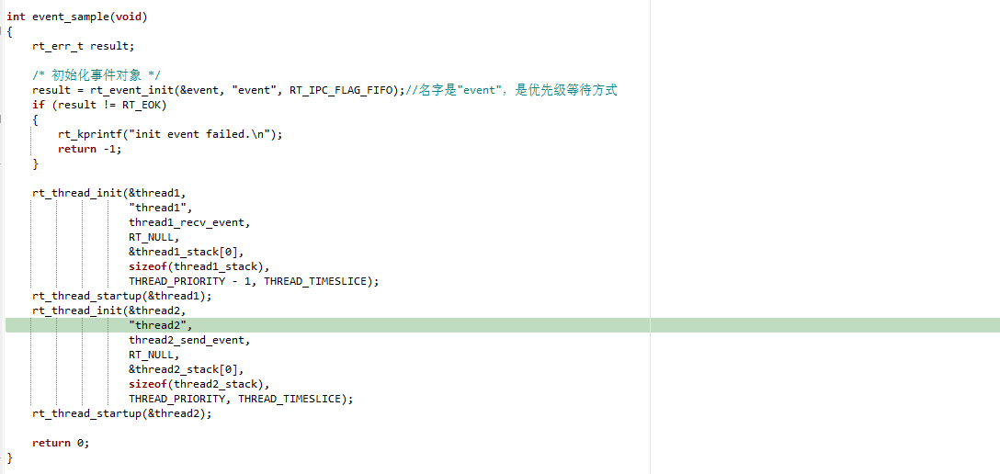 int event_sample(void)
{
    rt_err_t result;
    /* 初始化事件对象 */
    result = rt_event_init(&event, "event", RT_IPC_FLAG_FIFO);//名字是"event"，是优先级等待方式
    if (result != RT_EOK)
    {
        rt_kprintf("init event failed.\n");
        return -1;
    }
    rt_thread_init(&thread1,
                   "thread1",
                   thread1_recv_event,
                   RT_NULL,
                   &thread1_stack[0],
                   sizeof(thread1_stack),
                   THREAD_PRIORITY - 1, THREAD_TIMESLICE);
    rt_thread_startup(&thread1);
    rt_thread_init(&thread2,
                   "thread2",
                   thread2_send_event,
                   RT_NULL,
                   &thread2_stack[0],
                   sizeof(thread2_stack),
                   THREAD_PRIORITY, THREAD_TIMESLICE);
    rt_thread_startup(&thread2);
    return 0;
}